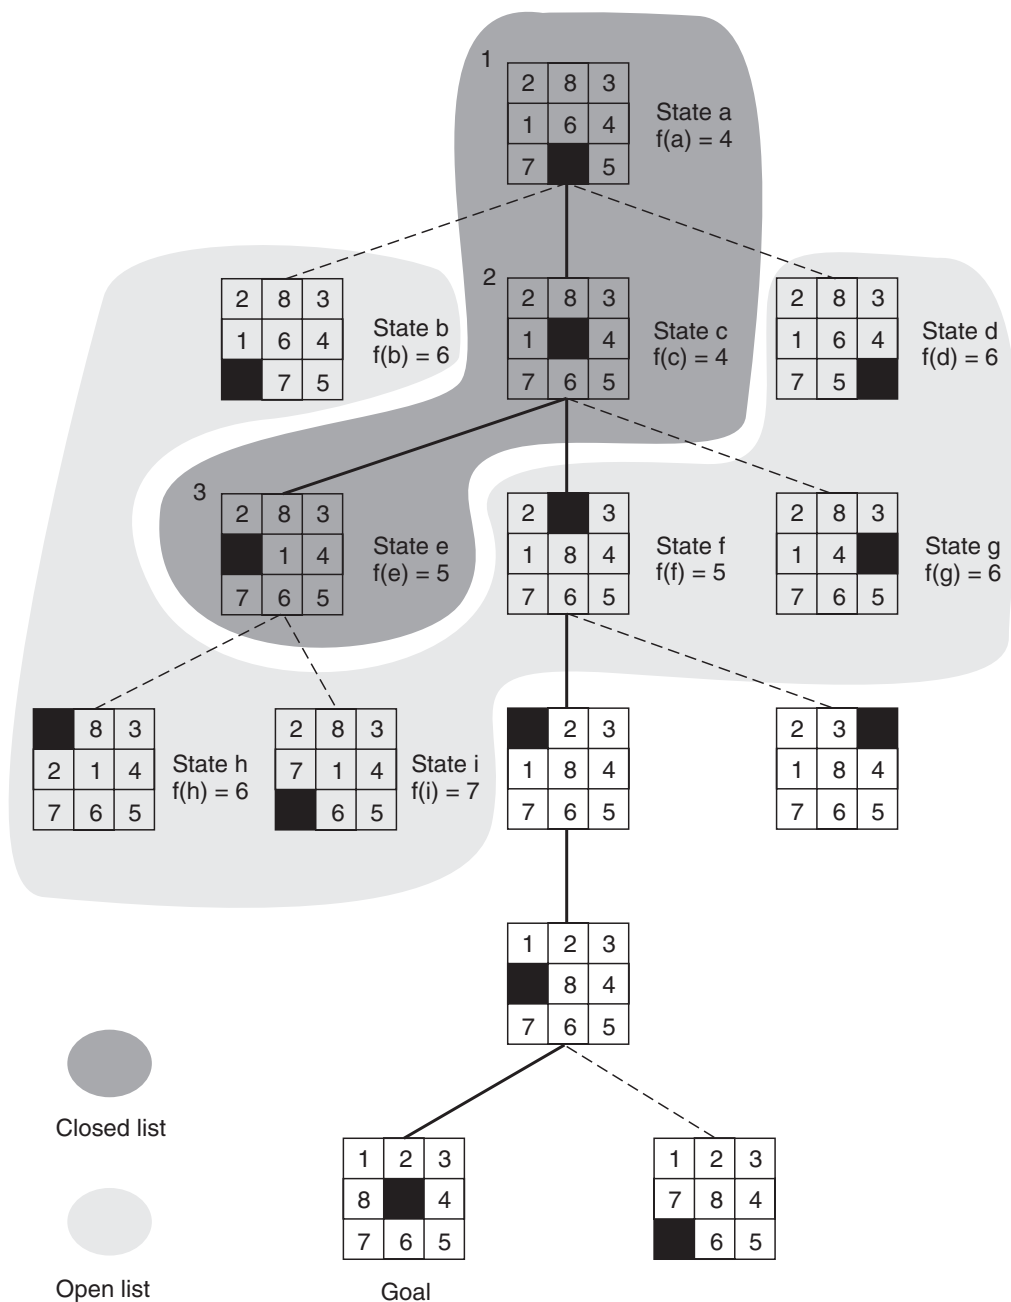 1
2 8 3
1 6 4
7 5
State a
f(a) = 4
2 8 3
1 6 4
7 5
State b
f(b) = 6
2
2 8 3
1 4
7 6 5
State c
f(c) = 4
2 8 3
1 6 4
7 5
State d
f(d) = 6
3
2 8 3
1 4
7 6 5
State e
f(e) = 5
2 3
1 8 4
7 6 5
State f
f(f) = 5
2 8 3
1 4
7 6 5
State g
f(g) = 6
8 3
2 1 4
7 6 5
State h
f(h) = 6
2 8 3
7 1 4
6 5
State i
f(i) = 7
2 3
1 8 4
7 6 5
2 3
1 8 4
7 6 5
1 2 3
8 4
7 6 5
Closed list
1 2 3
8 4
7 6 5
Goal
1 2 3
7 8 4
6 5
Open list